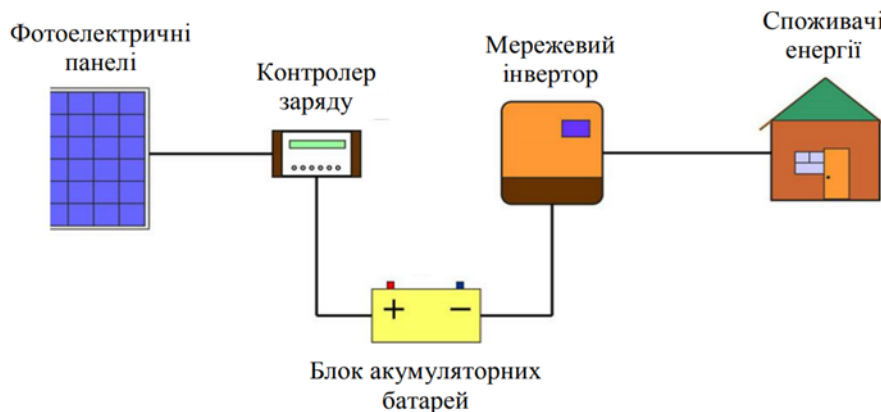 Фотоелектричні
панелі
Контролер
заряду
Мережевий
інвертор
Споживачі
енергії
+ −
Блок акумуляторних
батарей